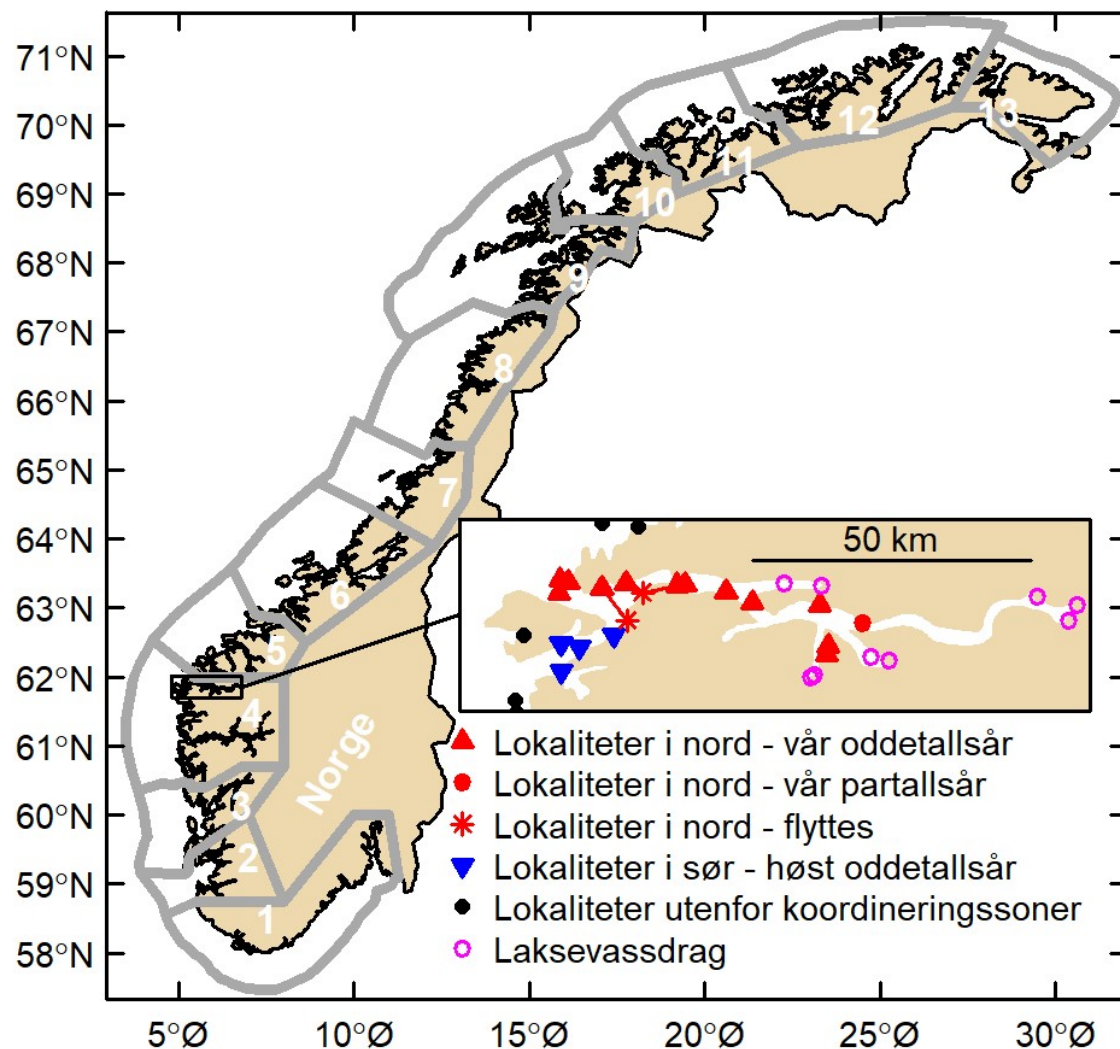 71°N
70°N
69°N
68°N
67°N
66°N
65°N
64°N
63°N
62°N
61°N
60°N
59°N
58°N
13
12
11
10
9
8
7
6
5
4
3
2
1
Norge
50 km
Lokaliteter i nord - vår oddetallsår
Lokaliteter i nord - vår partallsår
Lokaliteter i nord - flyttes
Lokaliteter i sør - høst oddetallsår
Lokaliteter utenfor koordineringssoner
Laksevassdrag
5°Ø 10°Ø 15°Ø 20°Ø 25°Ø 30°Ø